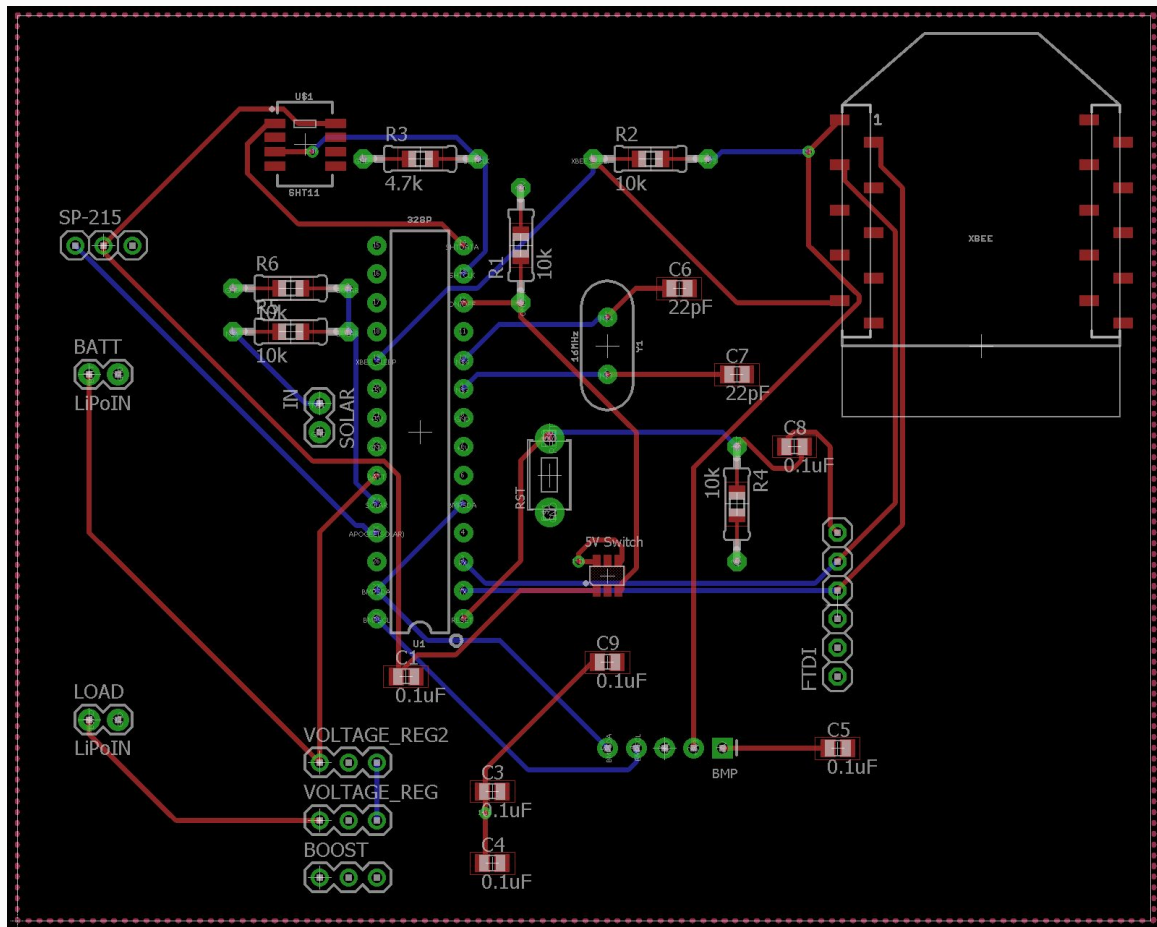 U$1
SHT11
R3
4.7k
R2
10k
1
XBEE
SP-215
328P
R1
10k
R6
10k
R5
10k
C6
22pF
16MHz
Y1
BATT
LiPoIN
IN
SOLAR
C7
22pF
C8
0.1uF
10k
R4
RST
5V Switch
U1
C1
0.1uF
C9
0.1uF
FTDI
LOAD
LiPoIN
VOLTAGE_REG2
BMP
C5
0.1uF
VOLTAGE_REG
C3
0.1uF
BOOST
C4
0.1uF